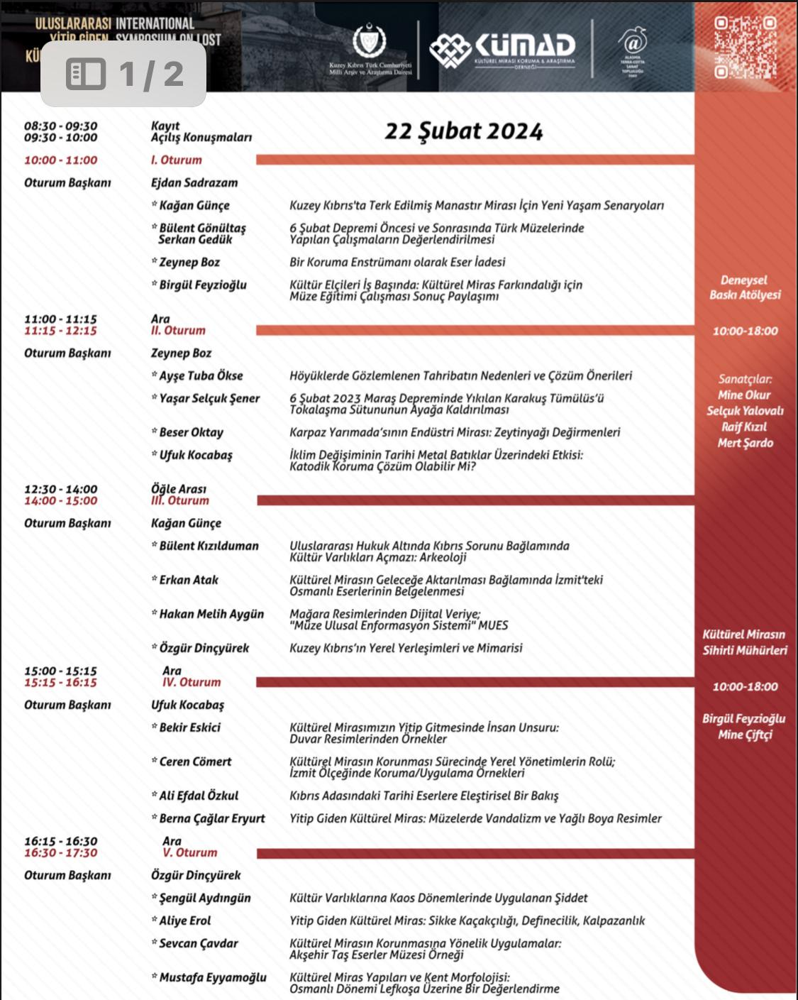 ULUSLARARASI INTERNATIONAL
YİTİP GİDEN SYMPOSIUM ON LOST
1/2
Kuzey Kıbrıs Türk Cumhuriyeti
Milli Arşiv ve Araştırma Dairesi
KÜMAD
KÜLTÜREL MİRASI KORUMA & ARAŞTIRMA
DERNEĞİ
ALASHIA
TERRA-COTTA
SANAT
TOPLULUĞU
08:30 - 09:30 Kayıt
09:30 - 10:00 Açılış Konuşmaları
22 Şubat 2024
10:00 - 11:00 I. Oturum
Oturum Başkanı Ejdan Sadrazam
* Kağan Günçe Kuzey Kıbrıs'ta Terk Edilmiş Manastır Mirası İçin Yeni Yaşam Senaryoları
* Bülent Gönültaş 6 Şubat Depremi Öncesi ve Sonrasında Türk Müzelerinde
Serkan Gedük Yapılan Çalışmaların Değerlendirilmesi
* Zeynep Boz Bir Koruma Enstrümanı olarak Eser İadesi
* Birgül Feyzioğlu Kültür Elçileri İş Başında: Kültürel Miras Farkındalığı için
Müze Eğitimi Çalışması Sonuç Paylaşımı
11:00 - 11:15 Ara
11:15 - 12:15 II. Oturum
Oturum Başkanı Zeynep Boz
* Ayşe Tuba Ökse Höyüklerde Gözlemlenen Tahribatın Nedenleri ve Çözüm Önerileri
* Yaşar Selçuk Şener 6 Şubat 2023 Maraş Depreminde Yıkılan Karakuş Tümülüs'ü
Tokalaşma Sütununun Ayağa Kaldırılması
* Beser Oktay Karpaz Yarımada'sının Endüstri Mirası: Zeytinyağı Değirmenleri
* Ufuk Kocabaş İklim Değişiminin Tarihi Metal Batıklar Üzerindeki Etkisi:
Katodik Koruma Çözüm Olabilir Mi?
12:30 - 14:00 Öğle Arası
14:00 - 15:00 III. Oturum
Oturum Başkanı Kağan Günçe
* Bülent Kızılduman Uluslararası Hukuk Altında Kıbrıs Sorunu Bağlamında
Kültür Varlıkları Açmazı: Arkeoloji
* Erkan Atak Kültürel Mirasın Geleceğe Aktarılması Bağlamında İzmit'teki
Osmanlı Eserlerinin Belgelenmesi
* Hakan Melih Aygün Mağara Resimlerinden Dijital Veriye;
"Müze Ulusal Enformasyon Sistemi" MUES
* Özgür Dinçyürek Kuzey Kıbrıs'ın Yerel Yerleşimleri ve Mimarisi
15:00 - 15:15 Ara
15:15 - 16:15 IV. Oturum
Oturum Başkanı Ufuk Kocabaş
* Bekir Eskici Kültürel Mirasımızın Yitip Gitmesinde İnsan Unsuru:
Duvar Resimlerinden Örnekler
* Ceren Cömert Kültürel Mirasın Korunması Sürecinde Yerel Yönetimlerin Rolü;
İzmit Ölçeğinde Koruma/Uygulama Örnekleri
* Ali Efdal Özkul Kıbrıs Adasındaki Tarihi Eserlere Eleştirisel Bir Bakış
* Berna Çağlar Eryurt Yitip Giden Kültürel Miras: Müzelerde Vandalizm ve Yağlı Boya Resimler
16:15 - 16:30 Ara
16:30 - 17:30 V. Oturum
Oturum Başkanı Özgür Dinçyürek
* Şengül Aydıngün Kültür Varlıklarına Kaos Dönemlerinde Uygulanan Şiddet
* Aliye Erol Yitip Giden Kültürel Miras: Sikke Kaçakçılığı, Definecilik, Kalpazanlık
* Sevcan Çavdar Kültürel Mirasın Korunmasına Yönelik Uygulamalar:
Akşehir Taş Eserler Müzesi Örneği
* Mustafa Eyyamoğlu Kültürel Miras Yapıları ve Kent Morfolojisi:
Osmanlı Dönemi Lefkoşa Üzerine Bir Değerlendirme
Deneysel
Baskı Atölyesi
10:00-18:00
Sanatçılar:
Mine Okur
Selçuk Yalovalı
Raif Kızıl
Mert Şardo
Kültürel Mirasın
Sihirli Mühürleri
10:00-18:00
Birgül Feyzioğlu
Mine Çiftçi